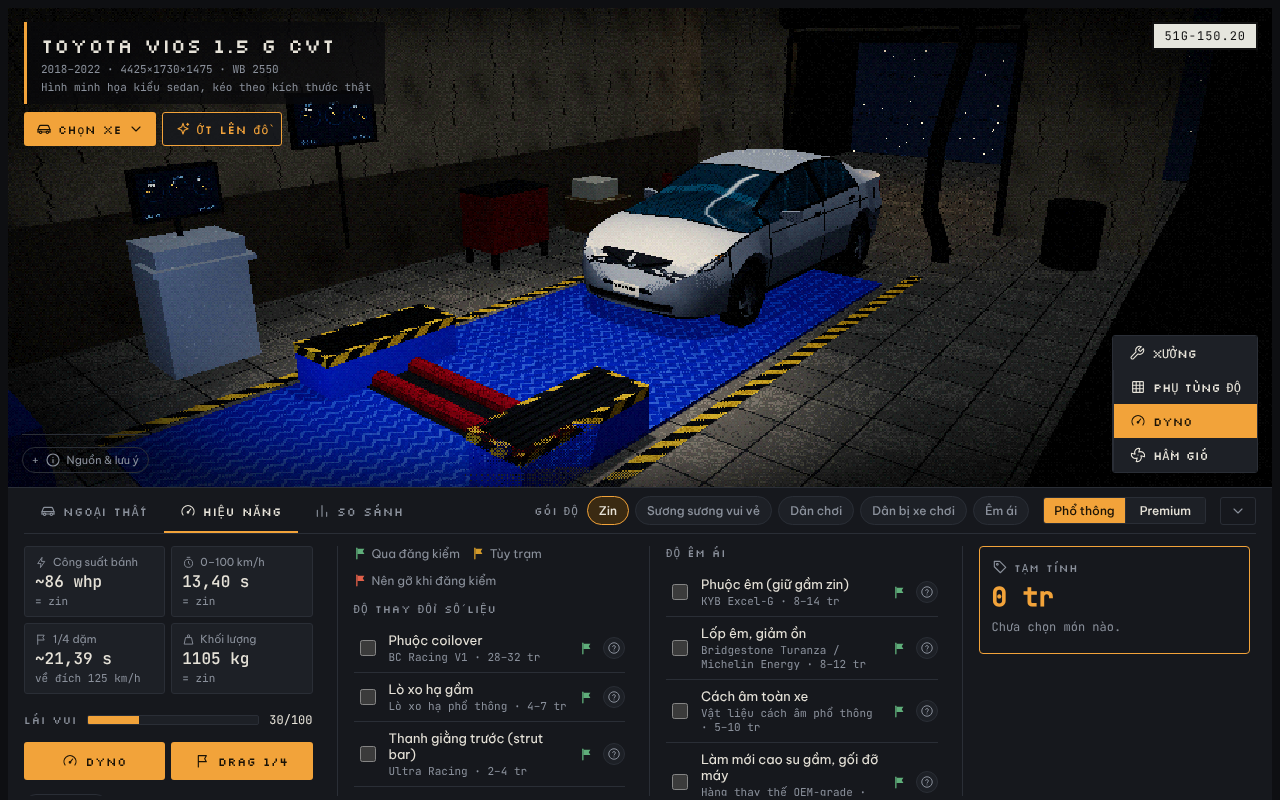 TOYOTA VIOS 1.5 G CVT
2018–2022 · 4425×1730×1475 · WB 2550
Hình minh họa kiểu sedan, kéo theo kích thước thật
51G-150.20
CHỌN XE
ỚT LÊN ĐỒ
XƯỞNG
PHỤ TÙNG ĐỘ
DYNO
HẦM GIÓ
+ Nguồn & lưu ý
NGOẠI THẤT
HIỆU NĂNG
SO SÁNH
GÓI ĐỘ
Zin
Sương sương vui vẻ
Dân chơi
Dân bị xe chơi
Êm ái
Phổ thông
Premium
Công suất bánh
~86 whp
= zin
0–100 km/h
13,40 s
= zin
1/4 dặm
~21,39 s
về đích 125 km/h
Khối lượng
1105 kg
= zin
LÁI VUI
30/100
DYNO
DRAG 1/4
Qua đăng kiểm
Tùy trạm
Nên gỡ khi đăng kiểm
ĐỘ THAY ĐỔI SỐ LIỆU
Phuộc coilover
BC Racing V1 · 28–32 tr
Lò xo hạ gầm
Lò xo hạ phổ thông · 4–7 tr
Thanh giằng trước (strut
bar)
Ultra Racing · 2–4 tr
ĐỘ ÊM ÁI
Phuộc êm (giữ gầm zin)
KYB Excel-G · 8–14 tr
Lốp êm, giảm ồn
Bridgestone Turanza /
Michelin Energy · 8–12 tr
Cách âm toàn xe
Vật liệu cách âm phổ thông
· 5–10 tr
Làm mới cao su gầm, gối đỡ
máy
Hàng thay thế OEM-grade ·
TẠM TÍNH
0 tr
Chưa chọn món nào.